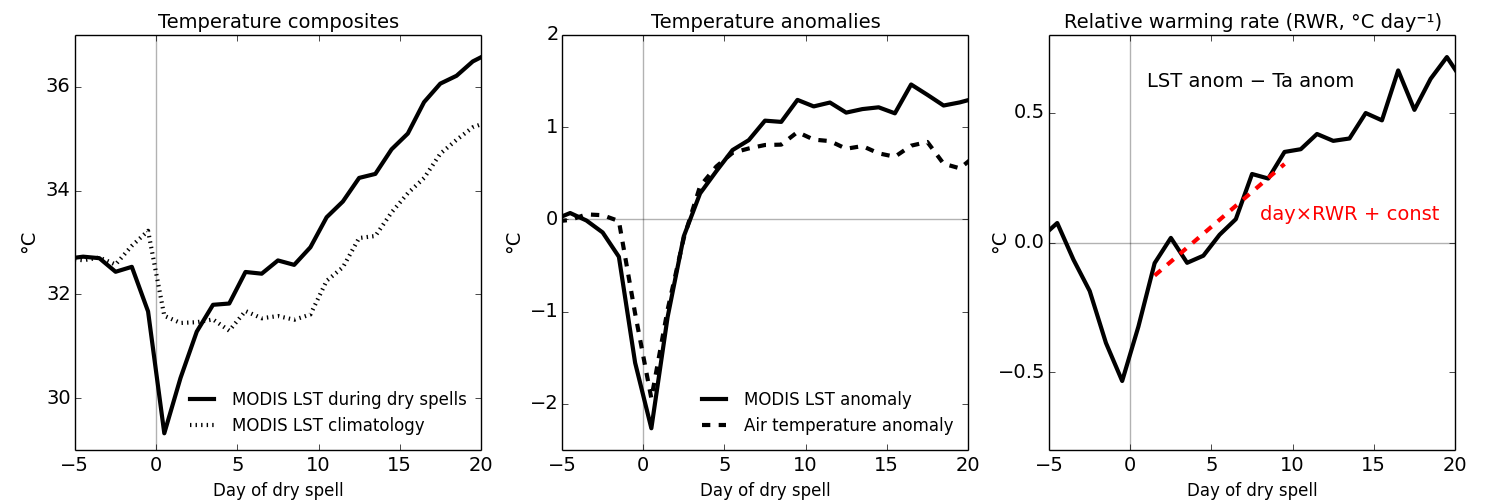 Temperature composites
°C
36
34
32
30
MODIS LST during dry spells
MODIS LST climatology
−5 0 5 10 15 20
Day of dry spell
Temperature anomalies
°C
2
1
0
−1
−2
MODIS LST anomaly
Air temperature anomaly
−5 0 5 10 15 20
Day of dry spell
Relative warming rate (RWR, °C day⁻¹)
°C
LST anom − Ta anom
0.5
day×RWR + const
0.0
−0.5
−5 0 5 10 15 20
Day of dry spell